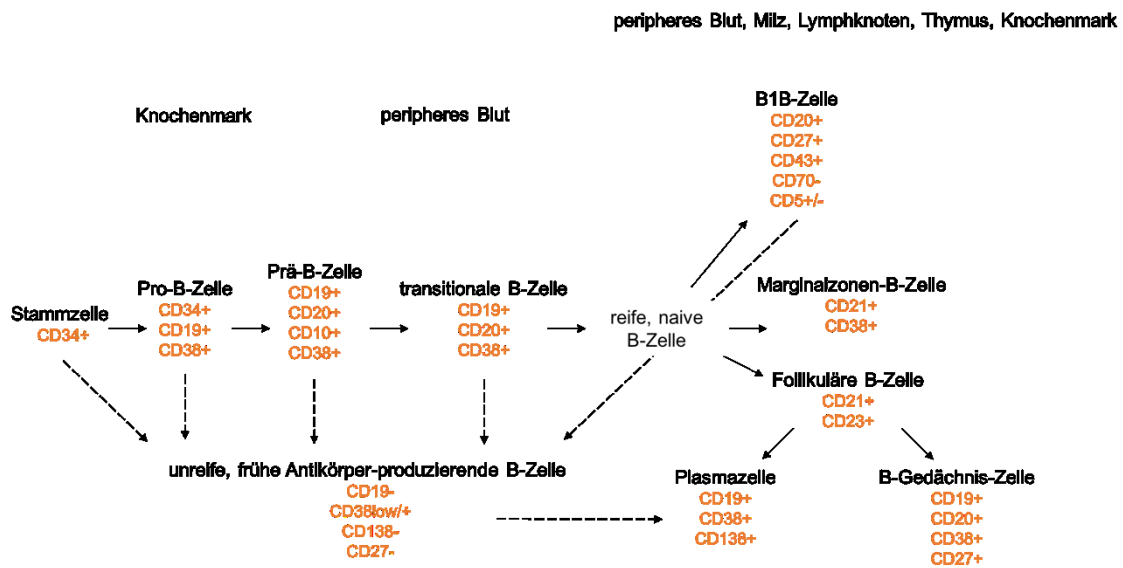 peripheres Blut, Milz, Lymphknoten, Thymus, Knochenmark
Knochenmark
peripheres Blut
B1B-Zelle
CD20+
CD27+
CD43+
CD70-
CD5+/-
Stammzelle
CD34+
Pro-B-Zelle
CD34+
CD19+
CD38+
Prä-B-Zelle
CD19+
CD20+
CD10+
CD38+
transitionale B-Zelle
CD19+
CD20+
CD38+
reife, naive
B-Zelle
Marginalzonen-B-Zelle
CD21+
CD38+
Follikuläre B-Zelle
CD21+
CD23+
unreife, frühe Antikörper-produzierende B-Zelle
CD19-
CD38low/+
CD138-
CD27-
Plasmazelle
CD19+
CD38+
CD138+
B-Gedächnis-Zelle
CD19+
CD20+
CD38+
CD27+